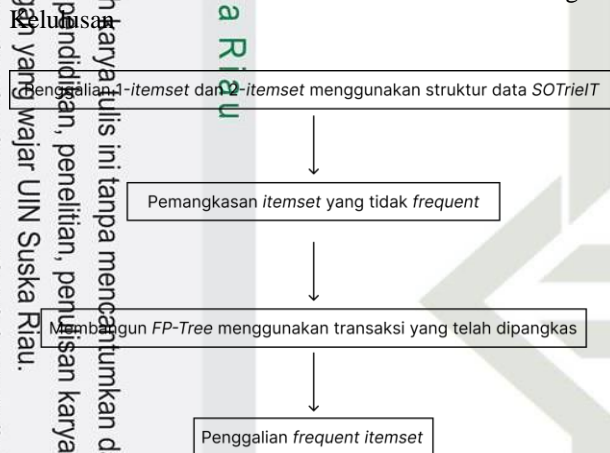 Kelulusan
Penggalian 1-itemset dan 2-itemset menggunakan struktur data SOTrieIT
Pemangkasan itemset yang tidak frequent
Membangun FP-Tree menggunakan transaksi yang telah dipangkas
Penggalian frequent itemset
a Riau
karya tulis ini tanpa mencantumkan
pendidikan, penelitian, penulisan karya
yang wajar UIN Suska Riau.